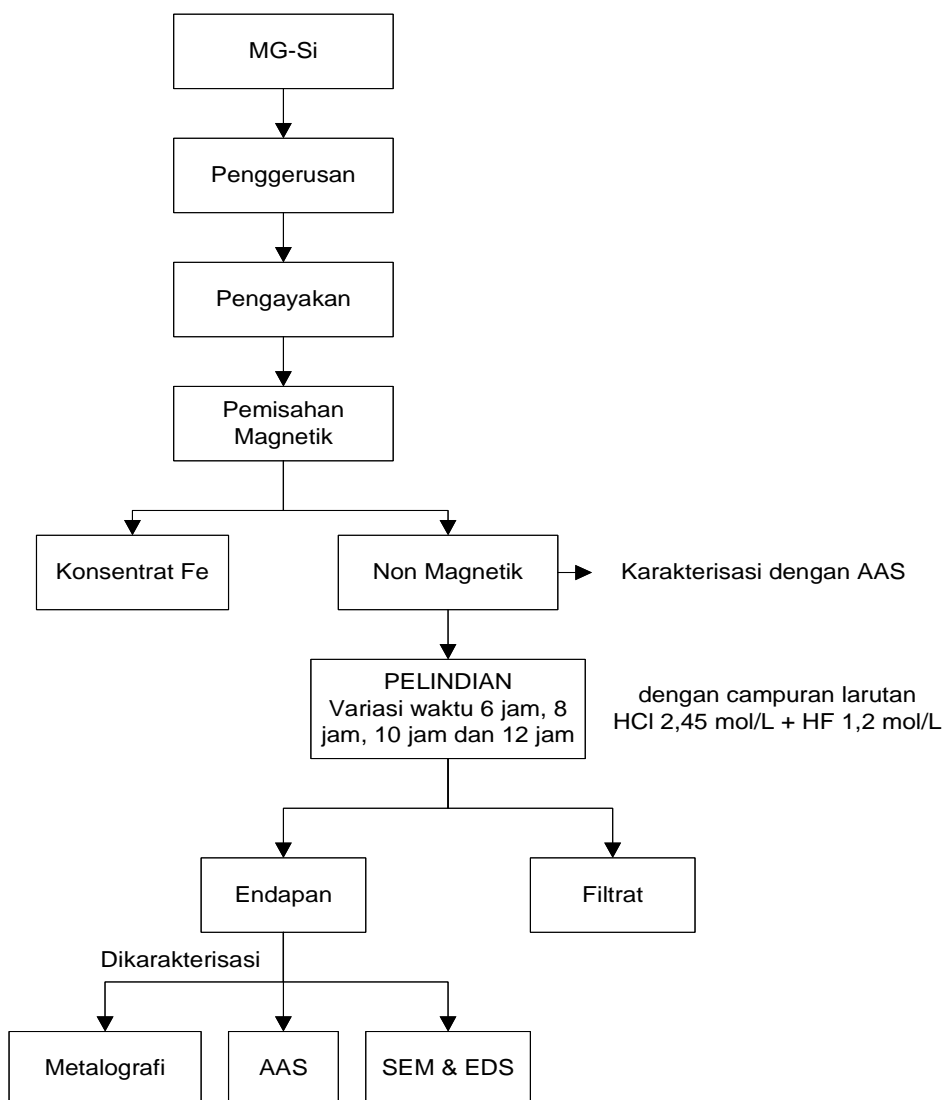 MG-Si
Penggerusan
Pengayakan
Pemisahan
Magnetik
Konsentrat Fe
Non Magnetik
Karakterisasi dengan AAS
PELINDIAN
Variasi waktu 6 jam, 8
jam, 10 jam dan 12 jam
dengan campuran larutan
HCl 2,45 mol/L + HF 1,2 mol/L
Endapan
Filtrat
Dikarakterisasi
Metalografi
AAS
SEM & EDS